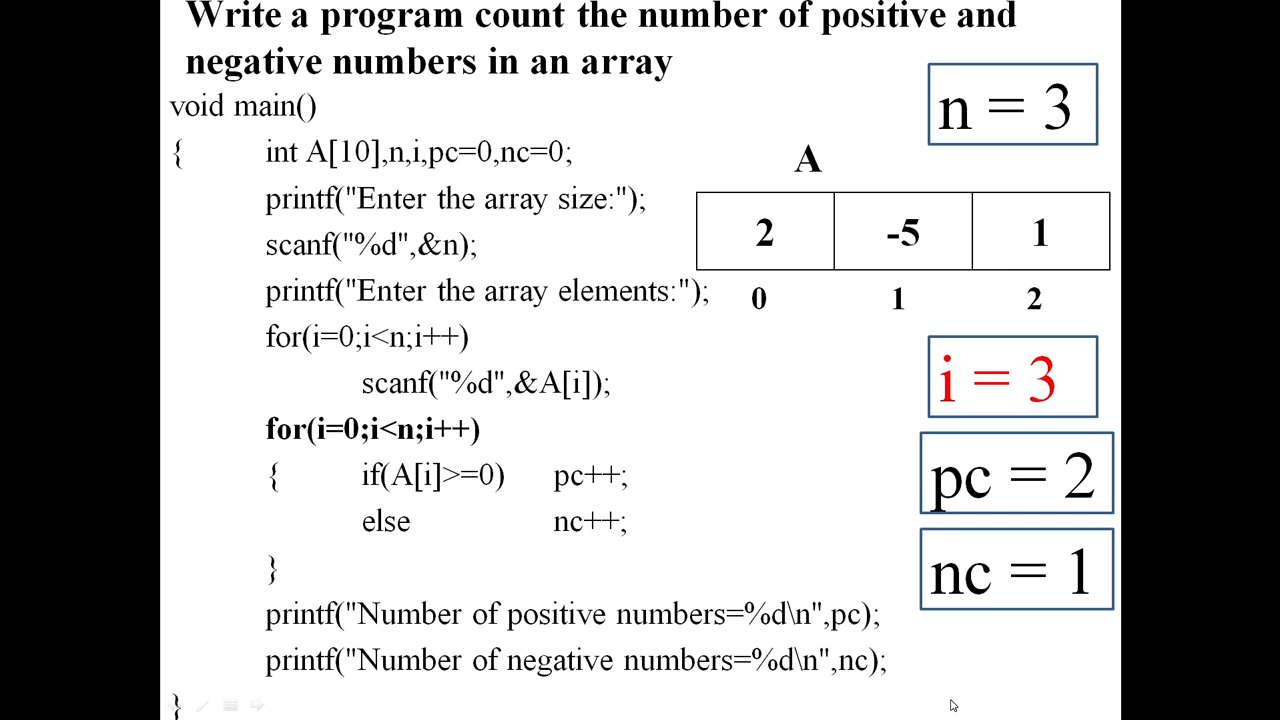 Write a program count the number of positive and
negative numbers in an array
void main()
n = 3
{ int A[10],n,i,pc=0,nc=0;
A
printf("Enter the array size:");
2 -5 1
scanf("%d",&n);
printf("Enter the array elements:");
0 1 2
for(i=0;i<n;i++)
scanf("%d",&A[i]);
i = 3
for(i=0;i<n;i++)
{ if(A[i]>=0) pc++;
pc = 2
else nc++;
}
nc = 1
printf("Number of positive numbers=%d\n",pc);
printf("Number of negative numbers=%d\n",nc);
}